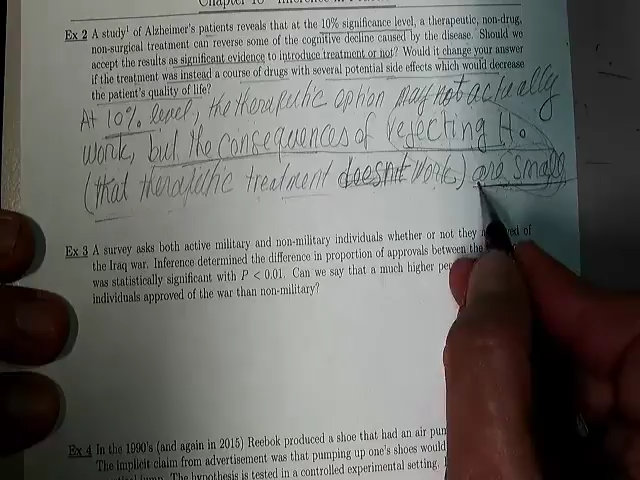 Chapter 16 Inference in
Ex 2 A study¹ of Alzheimer's patients reveals that at the 10% significance level, a therapeutic, non-drug,
non-surgical treatment can reverse some of the cognitive decline caused by the disease. Should we
accept the results as significant evidence to introduce treatment or not? Would it change your answer
if the treatment was instead a course of drugs with several potential side effects which would decrease
the patient's quality of life?
At 10% level, the therapeutic option may not actually
work, but the consequences of rejecting H₀
(that therapeutic treatment doesn't work) are small
Ex 3 A survey asks both active military and non-military individuals whether or not they of
the Iraq war. Inference determined the difference in proportion of approvals between the
was statistically significant with P < 0.01. Can we say that a much higher
individuals approved of the war than non-military?
Ex 4 In the 1990's (and again in 2015) Reebok produced a shoe that had an air
The implicit claim from advertisement was that pumping up one's shoes would
jump. The hypothesis is tested in a controlled experimental setting.